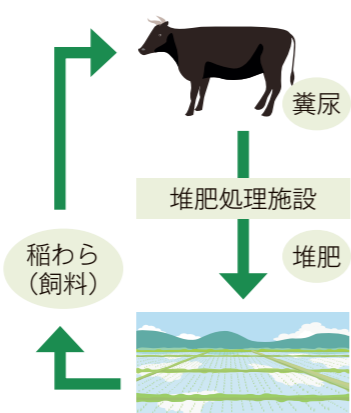 糞尿
堆肥処理施設
堆肥
稲わら
（飼料）